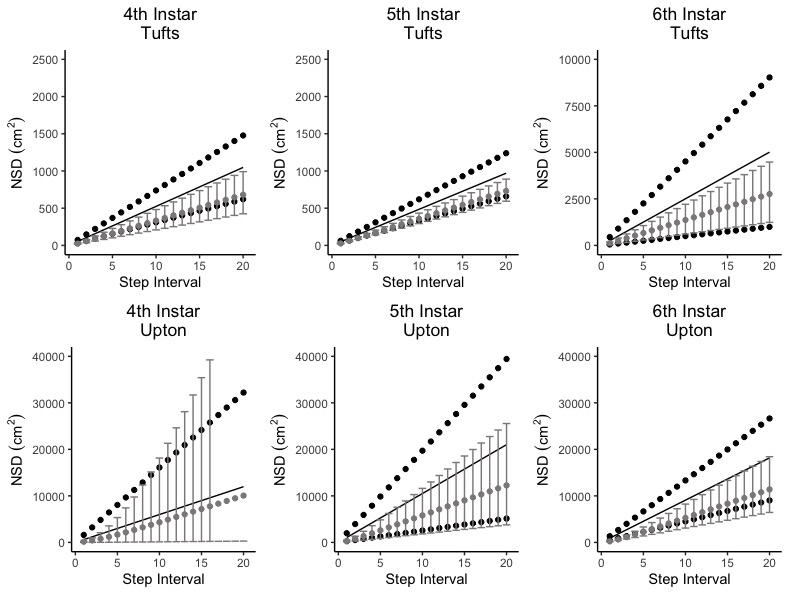 4th Instar
Tufts
5th Instar
Tufts
6th Instar
Tufts
NSD (cm²)
2500
2000
1500
1000
500
0
0 5 10 15 20
Step Interval
NSD (cm²)
2500
2000
1500
1000
500
0
0 5 10 15 20
Step Interval
NSD (cm²)
10000
7500
5000
2500
0
0 5 10 15 20
Step Interval
4th Instar
Upton
5th Instar
Upton
6th Instar
Upton
NSD (cm²)
40000
30000
20000
10000
0
0 5 10 15 20
Step Interval
NSD (cm²)
40000
30000
20000
10000
0
0 5 10 15 20
Step Interval
NSD (cm²)
40000
30000
20000
10000
0
0 5 10 15 20
Step Interval